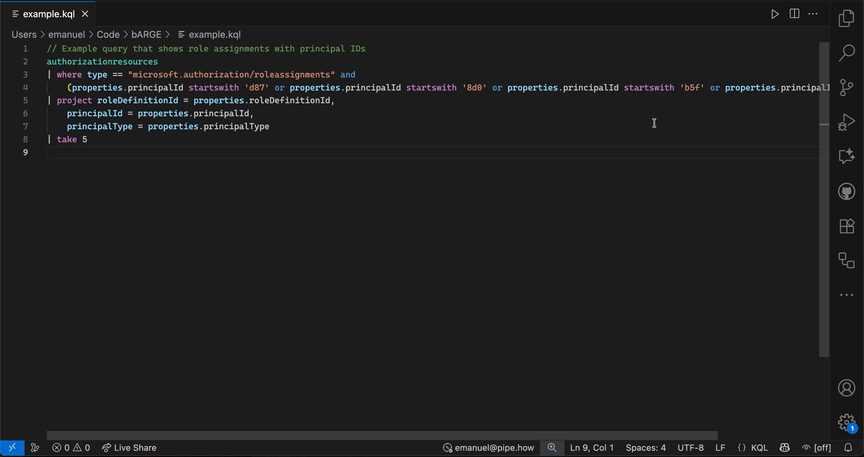 example.kql
Users > emanuel > Code > bARGE > example.kql
1 // Example query that shows role assignments with principal IDs
2 authorizationresources
3 | where type == "microsoft.authorization/roleassignments" and
4 (properties.principalId startswith 'd87' or properties.principalId startswith '8d0' or properties.principalId startswith 'b5f' or properties.principalI
5 | project roleDefinitionId = properties.roleDefinitionId,
6 principalId = properties.principalId,
7 principalType = properties.principalType
8 | take 5
9
0 0 Live Share emanuel@pipe.how Ln 9, Col 1 Spaces: 4 UTF-8 LF {} KQL [off]
1